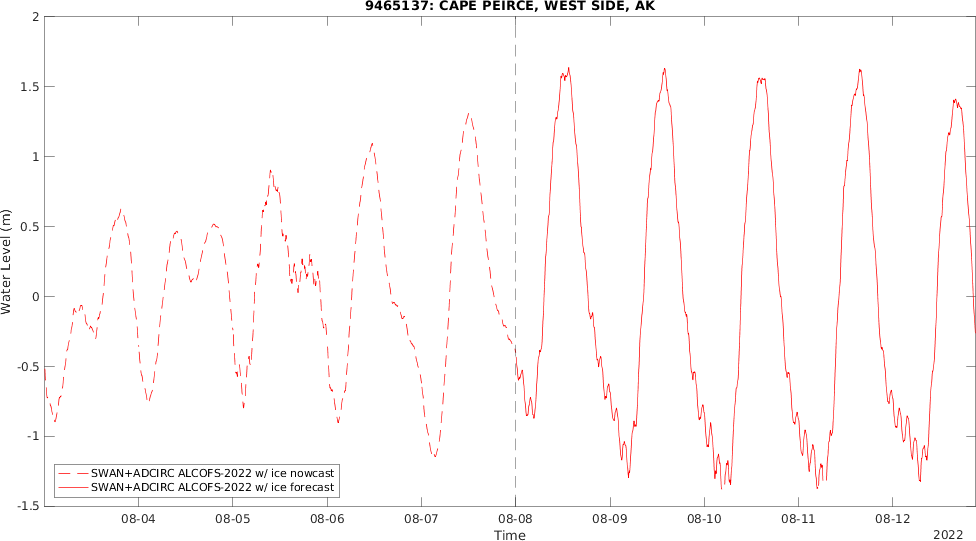 9465137: CAPE PEIRCE, WEST SIDE, AK
2
1.5
1
0.5
0
-0.5
-1
-1.5
Water Level (m)
SWAN+ADCIRC ALCOFS-2022 w/ ice nowcast
SWAN+ADCIRC ALCOFS-2022 w/ ice forecast
08-04 08-05 08-06 08-07 08-08 08-09 08-10 08-11 08-12
Time
2022